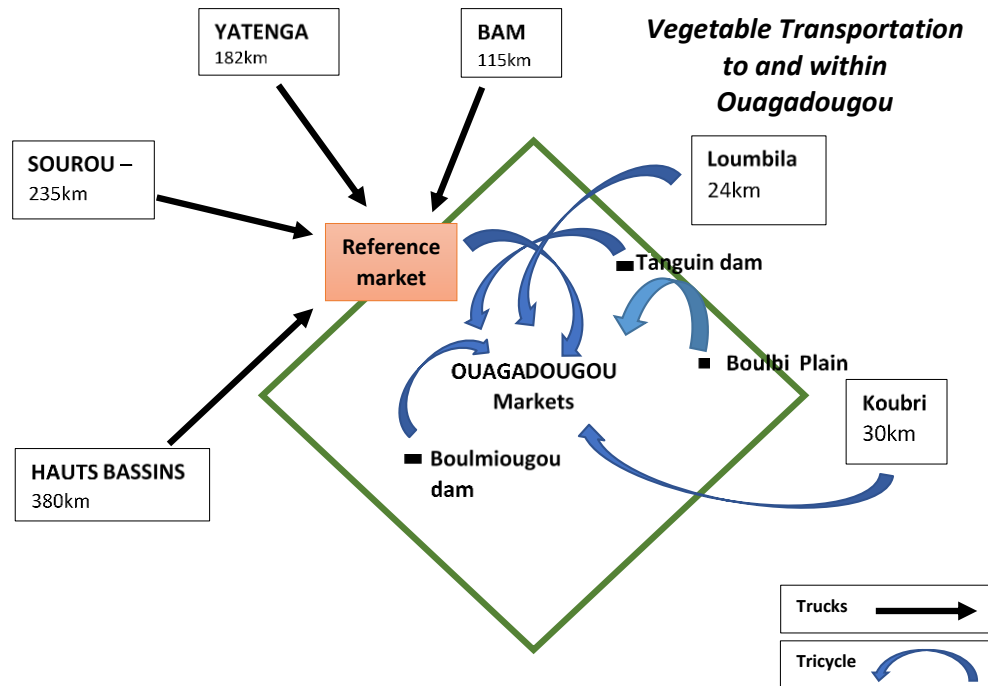 Vegetable Transportation
to and within
Ouagadougou
YATENGA
182km
BAM
115km
SOUROU –
235km
Loumbila
24km
Reference
market
Tanguin dam
Boulbi Plain
OUAGADOUGOU
Markets
Koubri
30km
Boulmiougou
dam
HAUTS BASSINS
380km
Trucks
Tricycle